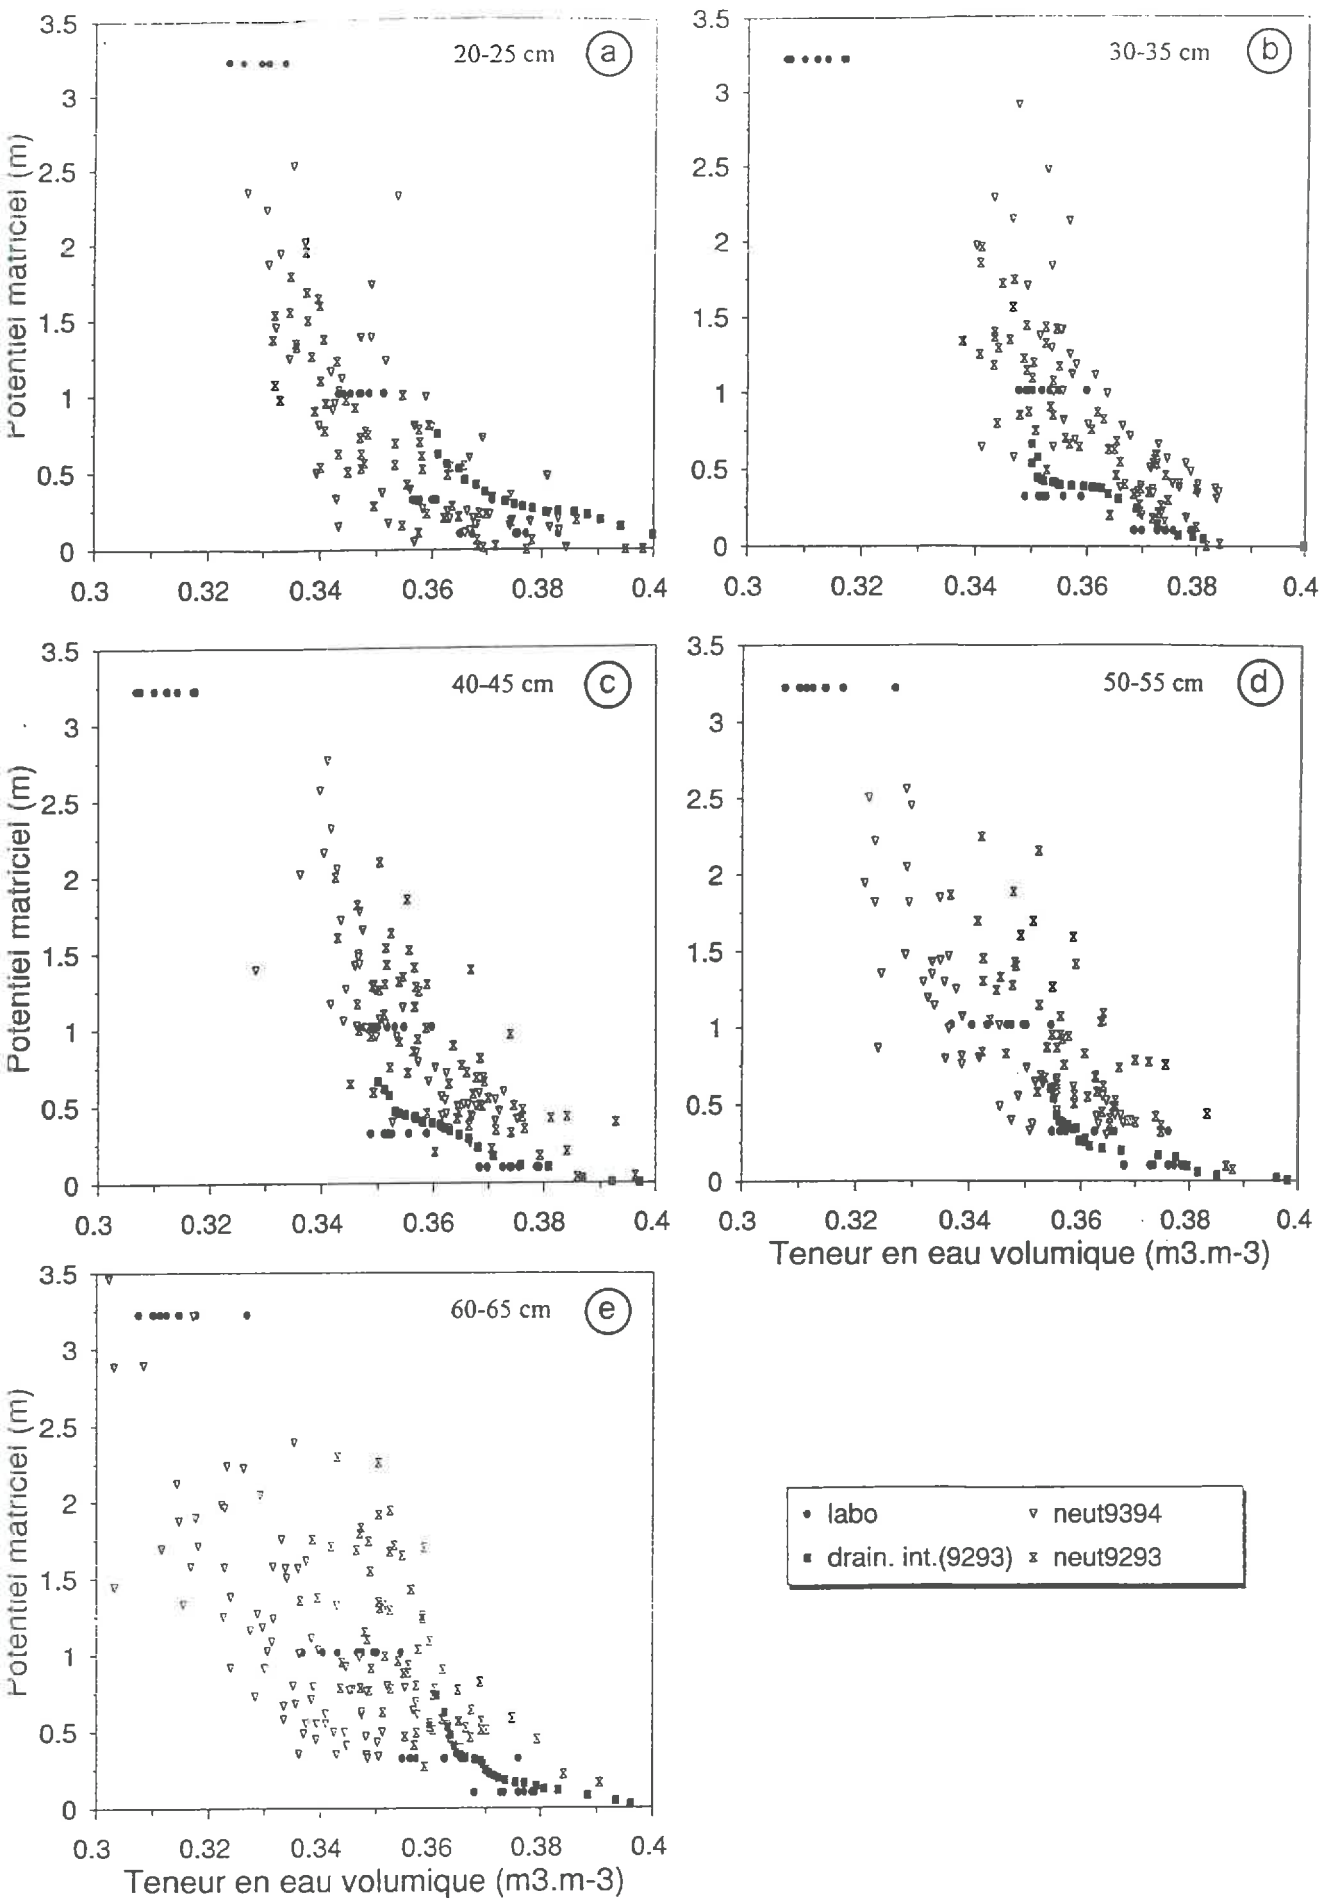 3.5
3
2.5
2
1.5
1
0.5
0
Potentiel matriciel (m)
20-25 cm
a
0.3 0.32 0.34 0.36 0.38 0.4
3.5
3
2.5
2
1.5
1
0.5
0
30-35 cm
b
0.3 0.32 0.34 0.36 0.38 0.4
3.5
3
2.5
2
1.5
1
0.5
0
Potentiel matriciel (m)
40-45 cm
c
0.3 0.32 0.34 0.36 0.38 0.4
3.5
3
2.5
2
1.5
1
0.5
0
50-55 cm
d
0.3 0.32 0.34 0.36 0.38 0.4
Teneur en eau volumique (m3.m-3)
3.5
3
2.5
2
1.5
1
0.5
0
Potentiel matriciel (m)
60-65 cm
e
0.3 0.32 0.34 0.36 0.38 0.4
Teneur en eau volumique (m3.m-3)
labo neut9394
drain. int.(9293) neut9293